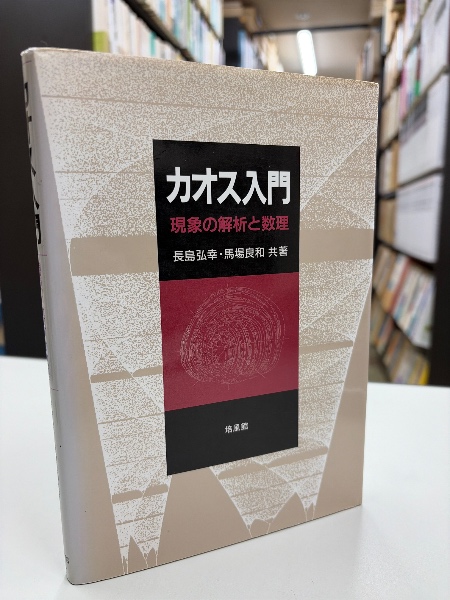 カオス入門
現象の解析と数理
長島弘幸・馬場良和 共著
培風館